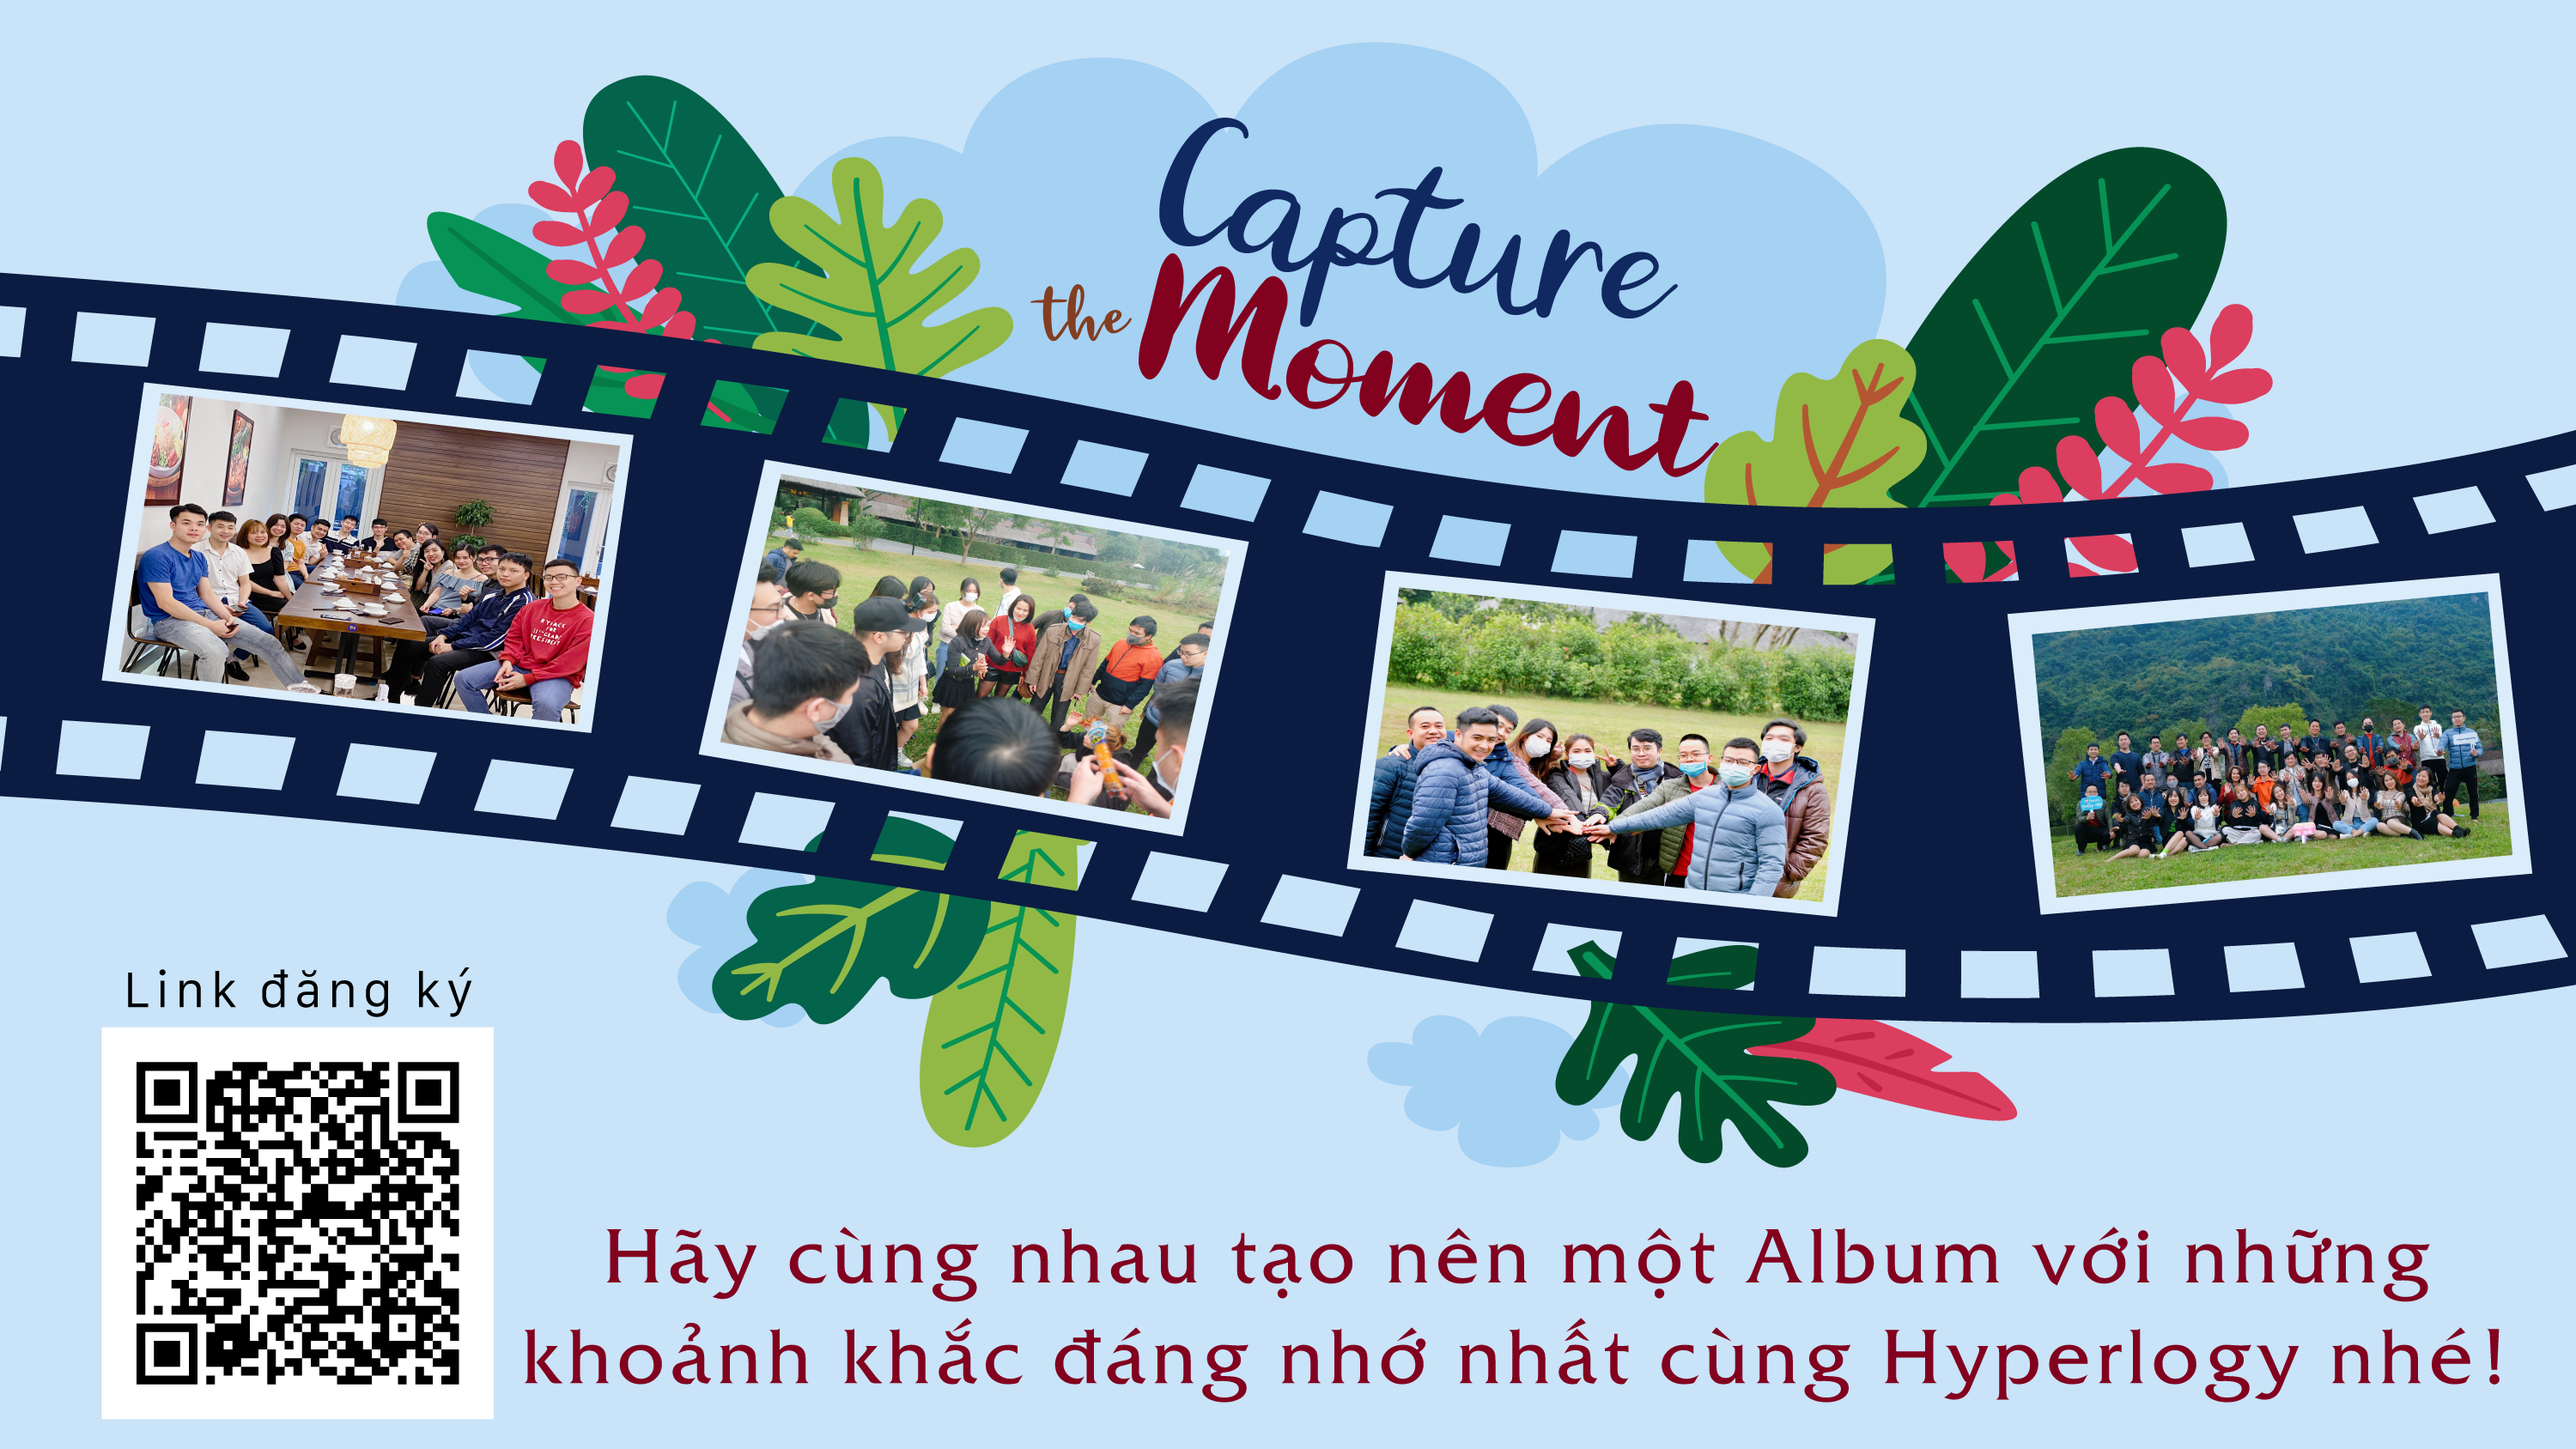 Capture
the Moment
Link đăng ký
Hãy cùng nhau tạo nên một Album với những
khoảnh khắc đáng nhớ nhất cùng Hyperlogy nhé!